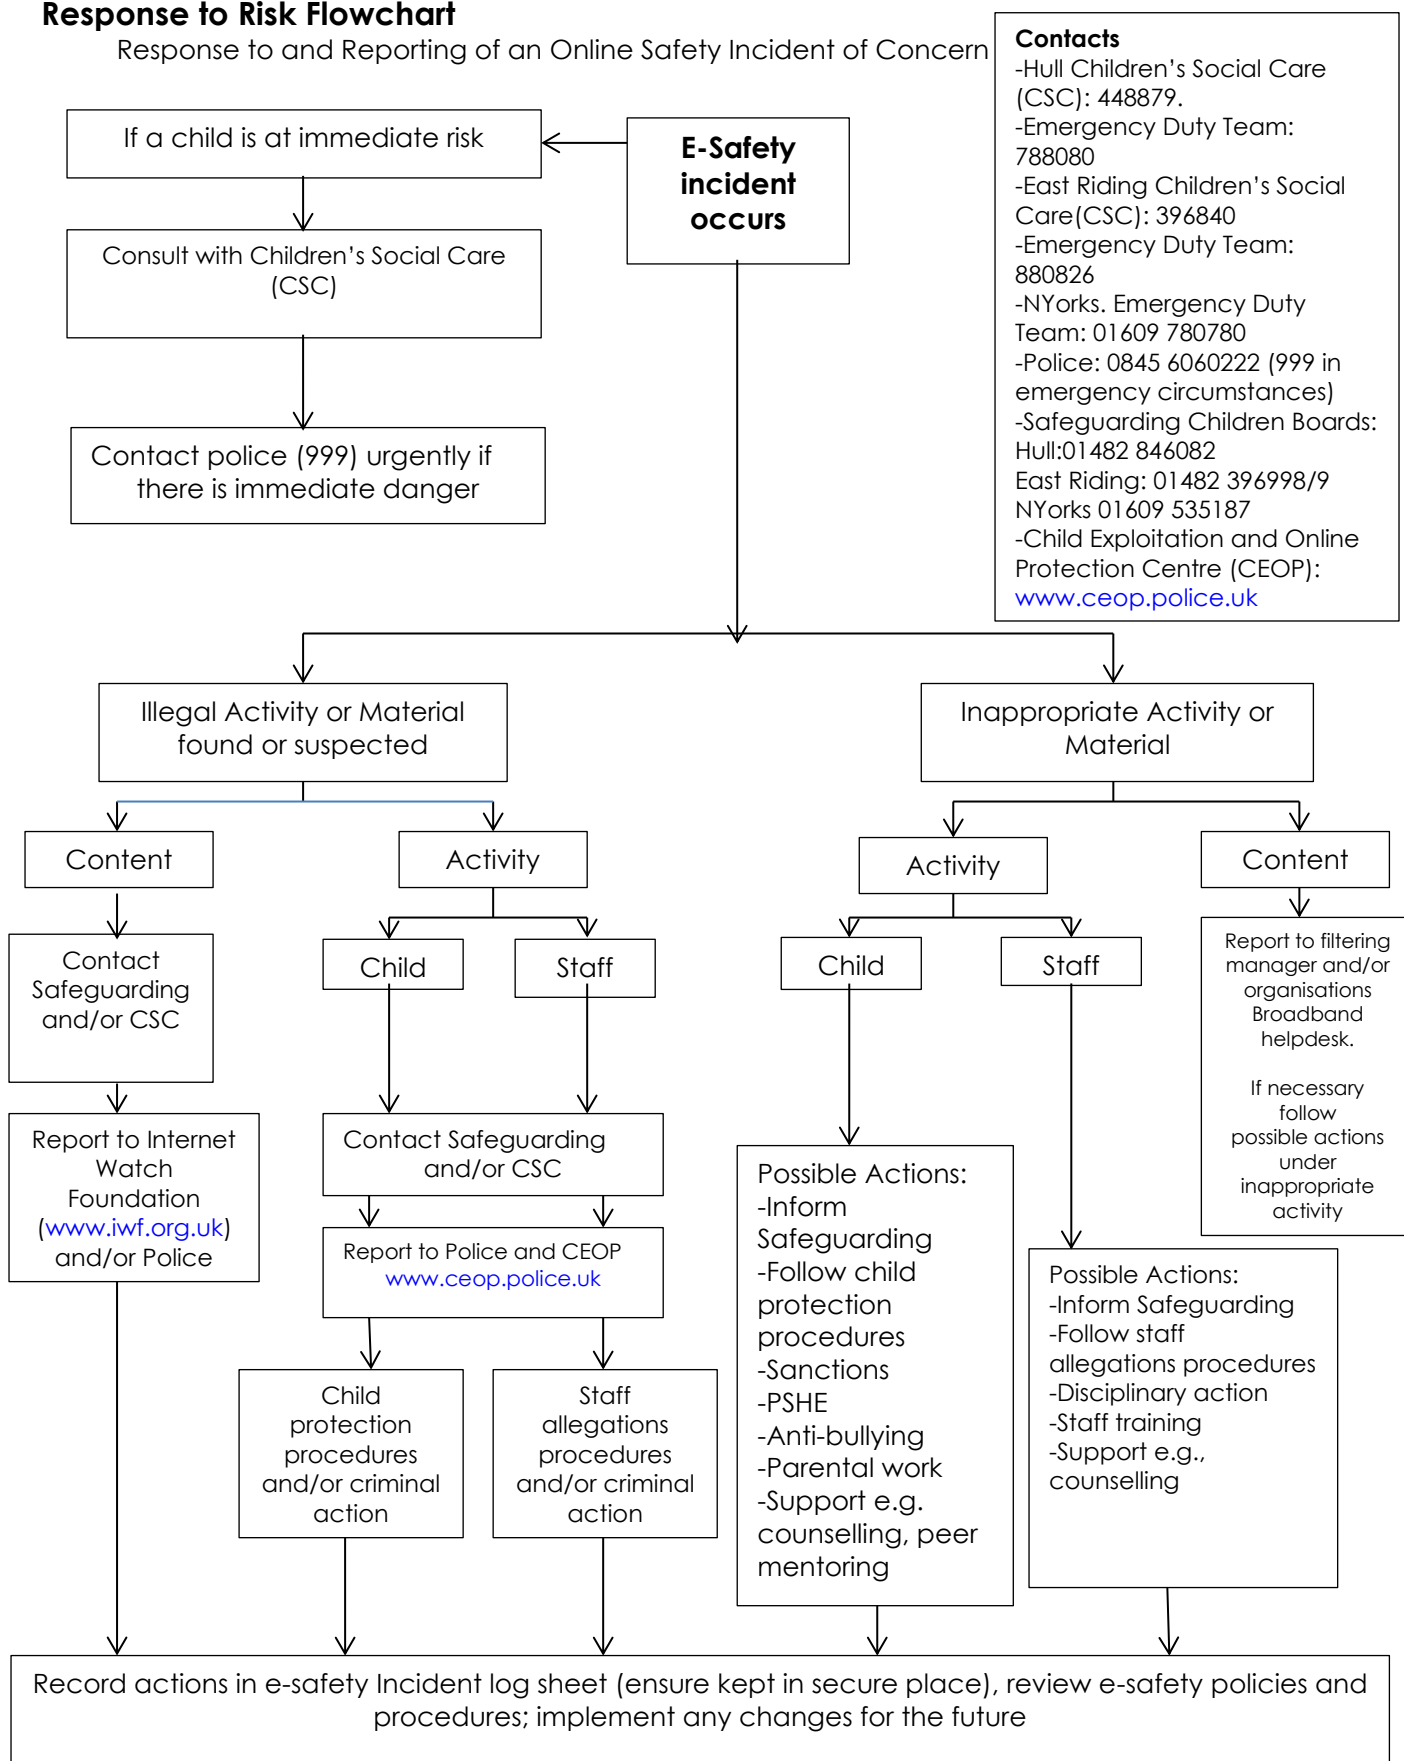 Response to Risk Flowchart
Response to and Reporting of an Online Safety Incident of Concern
Contacts
-Hull Children's Social Care
(CSC): 448879.
-Emergency Duty Team:
788080
-East Riding Children's Social
Care(CSC): 396840
-Emergency Duty Team:
880826
-NYorks. Emergency Duty
Team: 01609 780780
-Police: 0845 6060222 (999 in
emergency circumstances)
-Safeguarding Children Boards:
Hull:01482 846082
East Riding: 01482 396998/9
NYorks 01609 535187
-Child Exploitation and Online
Protection Centre (CEOP):
www.ceop.police.uk
If a child is at immediate risk
E-Safety
incident
occurs
Consult with Children's Social Care
(CSC)
Contact police (999) urgently if
there is immediate danger
Illegal Activity or Material
found or suspected
Inappropriate Activity or
Material
Content
Activity
Activity
Content
Contact
Safeguarding
and/or CSC
Child
Staff
Child
Staff
Report to filtering
manager and/or
organisations
Broadband
helpdesk.
If necessary
follow
possible actions
under
inappropriate
activity
Report to Internet
Watch
Foundation
(www.iwf.org.uk)
and/or Police
Contact Safeguarding
and/or CSC
Report to Police and CEOP
www.ceop.police.uk
Child
protection
procedures
and/or criminal
action
Staff
allegations
procedures
and/or criminal
action
Possible Actions:
-Inform
Safeguarding
-Follow child
protection
procedures
-Sanctions
-PSHE
-Anti-bullying
-Parental work
-Support e.g.
counselling, peer
mentoring
Possible Actions:
-Inform Safeguarding
-Follow staff
allegations procedures
-Disciplinary action
-Staff training
-Support e.g.,
counselling
Record actions in e-safety Incident log sheet (ensure kept in secure place), review e-safety policies and
procedures; implement any changes for the future